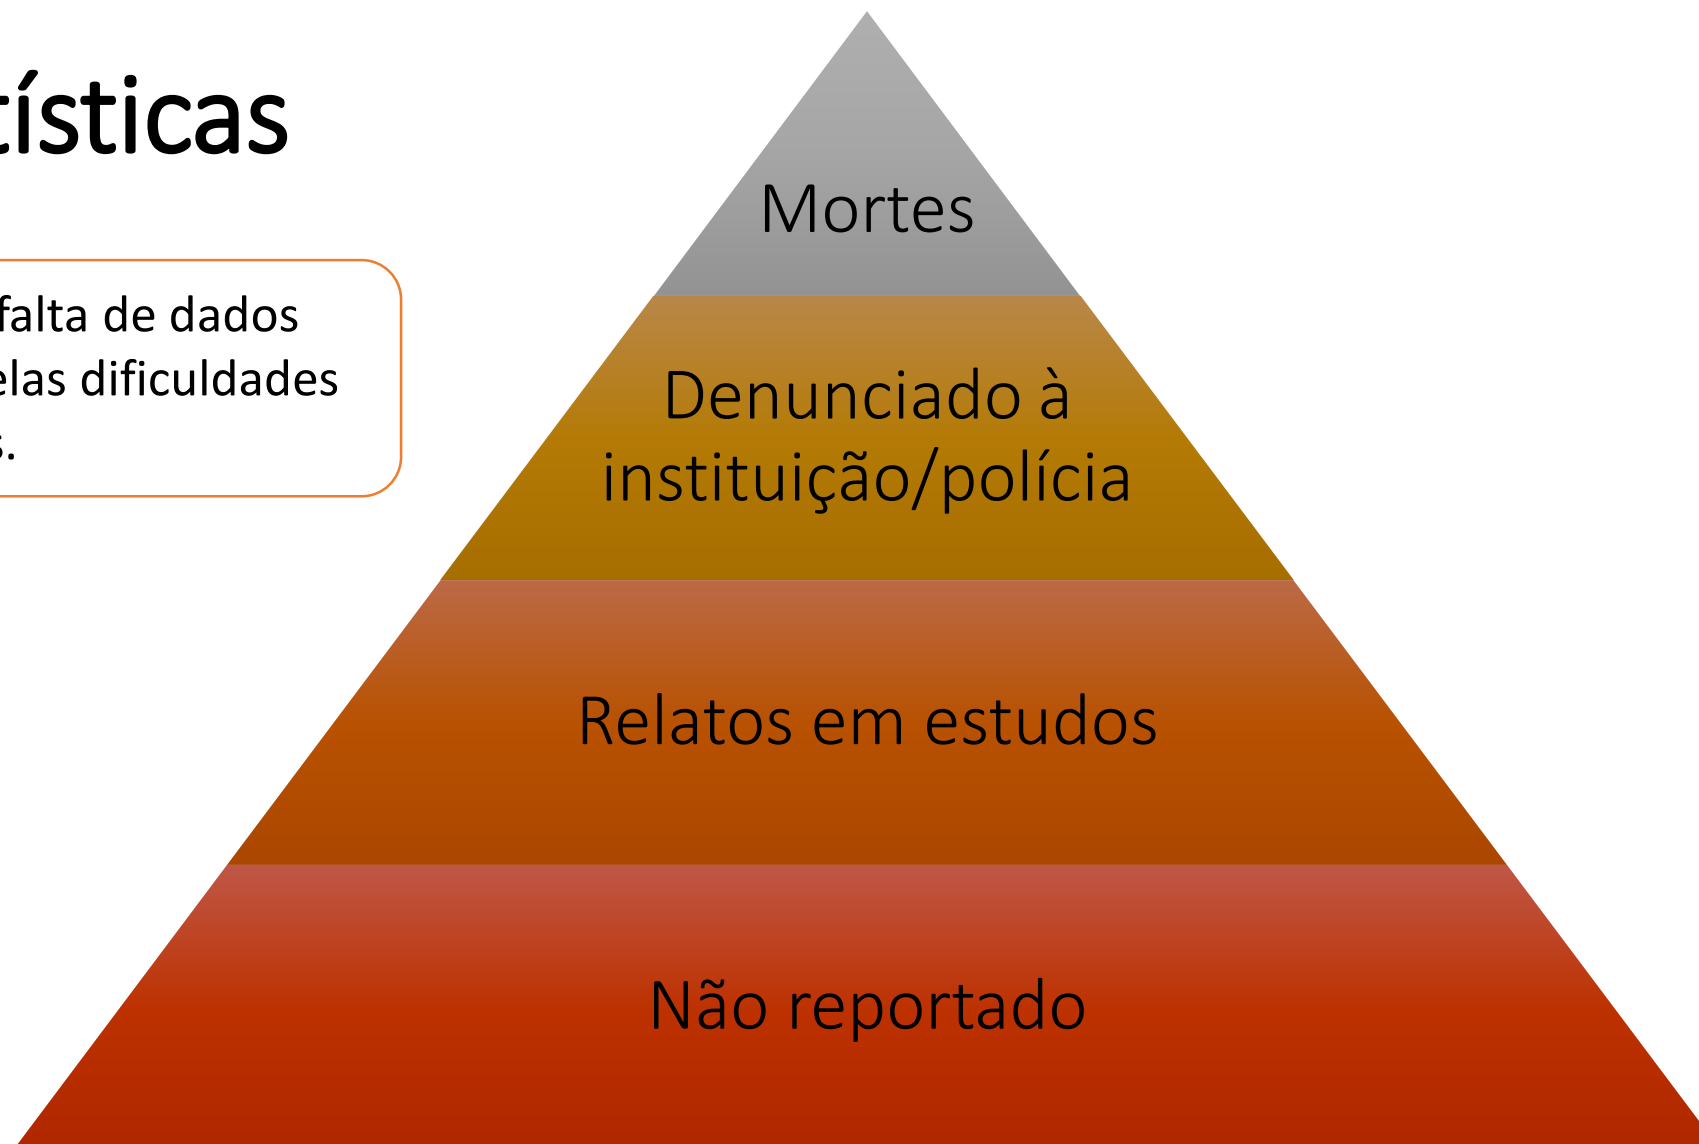 tísticas
falta de dados
elas dificuldades
s.
Mortes
Denunciado à
instituição/polícia
Relatos em estudos
Não reportado